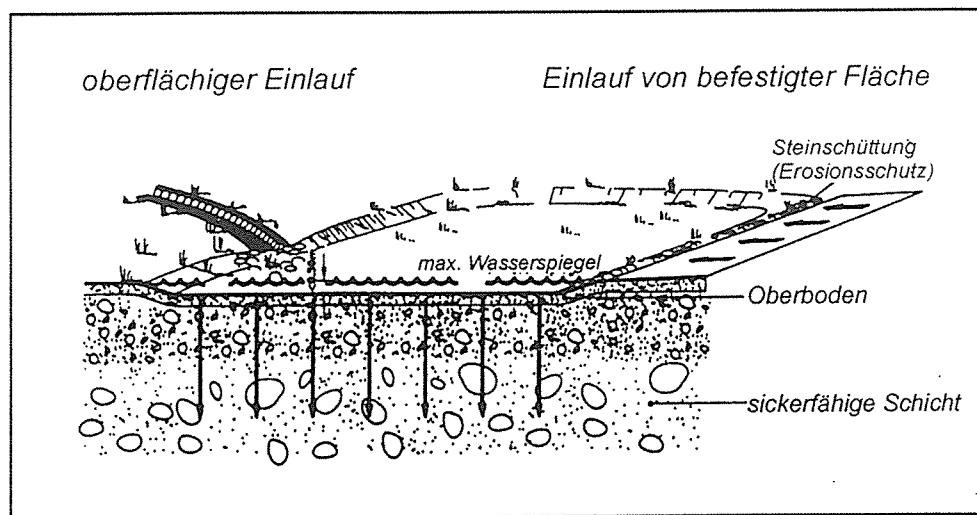 oberflächiger Einlauf
Einlauf von befestigter Fläche
Steinschüttung
(Erosionsschutz)
max. Wasserspiegel
Oberboden
sickerfähige Schicht